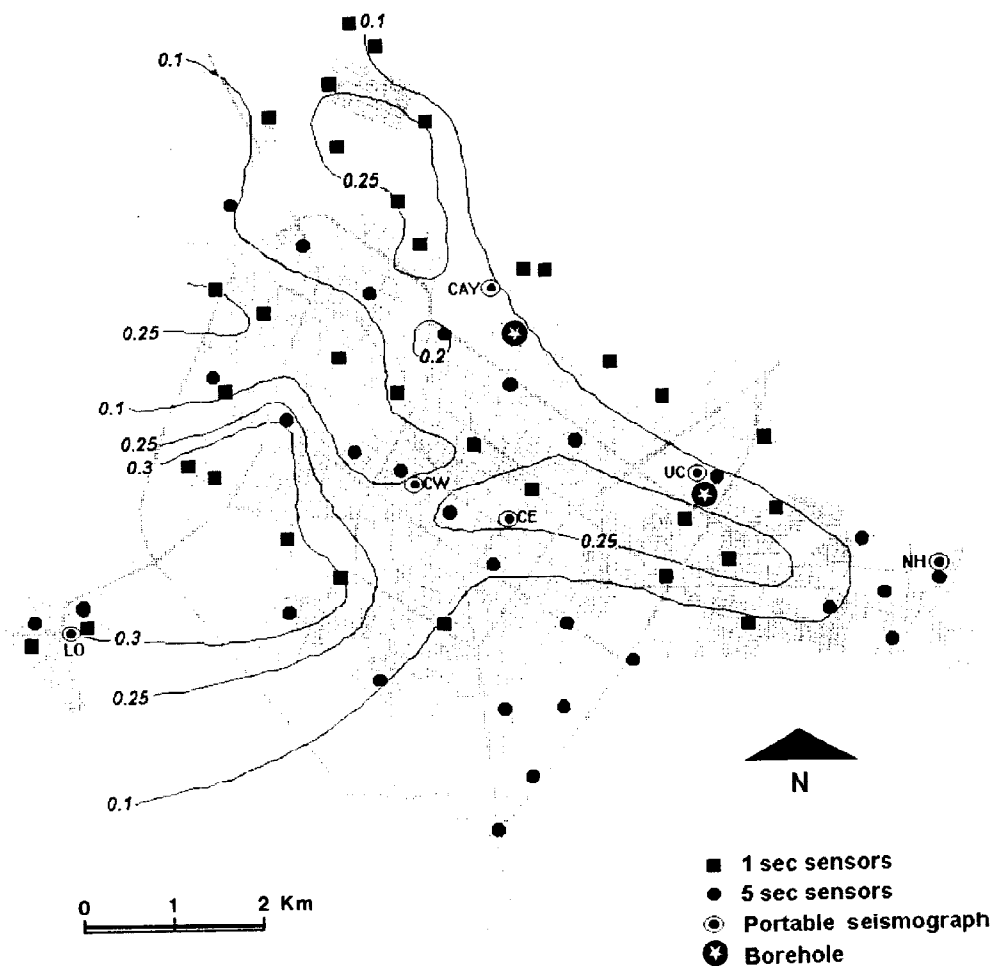 0.1
0.1
0.25
CAY
0.25
0.2
0.1
0.25
0.3
CW
UC
CE
0.25
NH
0.3
LO
0.25
0.1
N
1 sec sensors
5 sec sensors
Portable seismograph
Borehole
0 1 2 Km